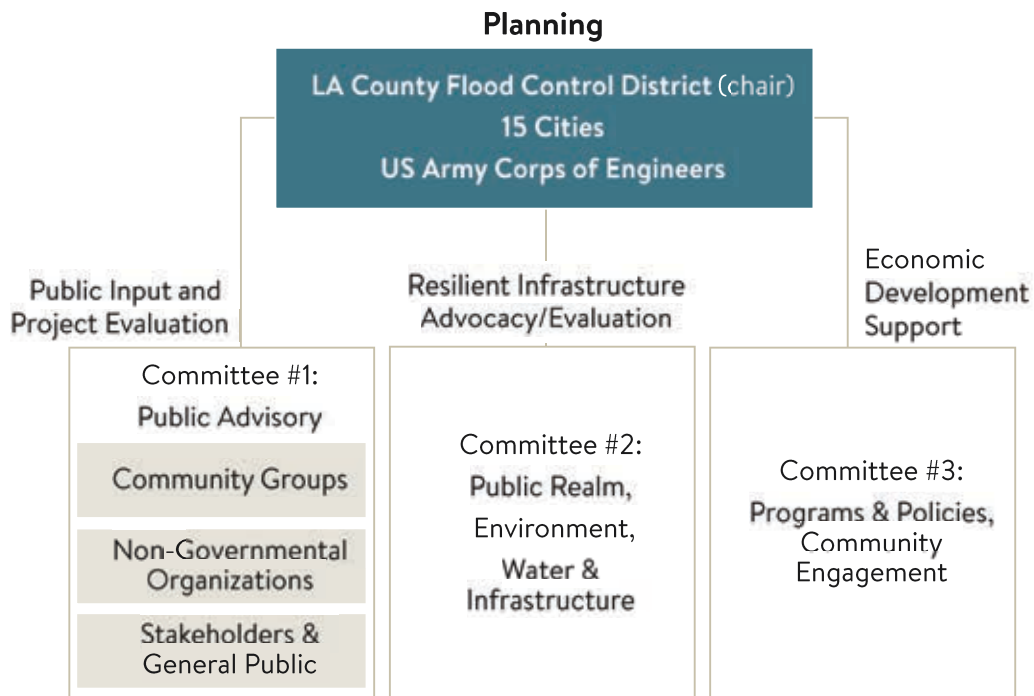 Planning
LA County Flood Control District (chair)
15 Cities
US Army Corps of Engineers
Public Input and
Project Evaluation
Resilient Infrastructure
Advocacy/Evaluation
Economic
Development
Support
Committee #1:
Public Advisory
Community Groups
Non-Governmental
Organizations
Stakeholders &
General Public
Committee #2:
Public Realm,
Environment,
Water &
Infrastructure
Committee #3:
Programs & Policies,
Community
Engagement